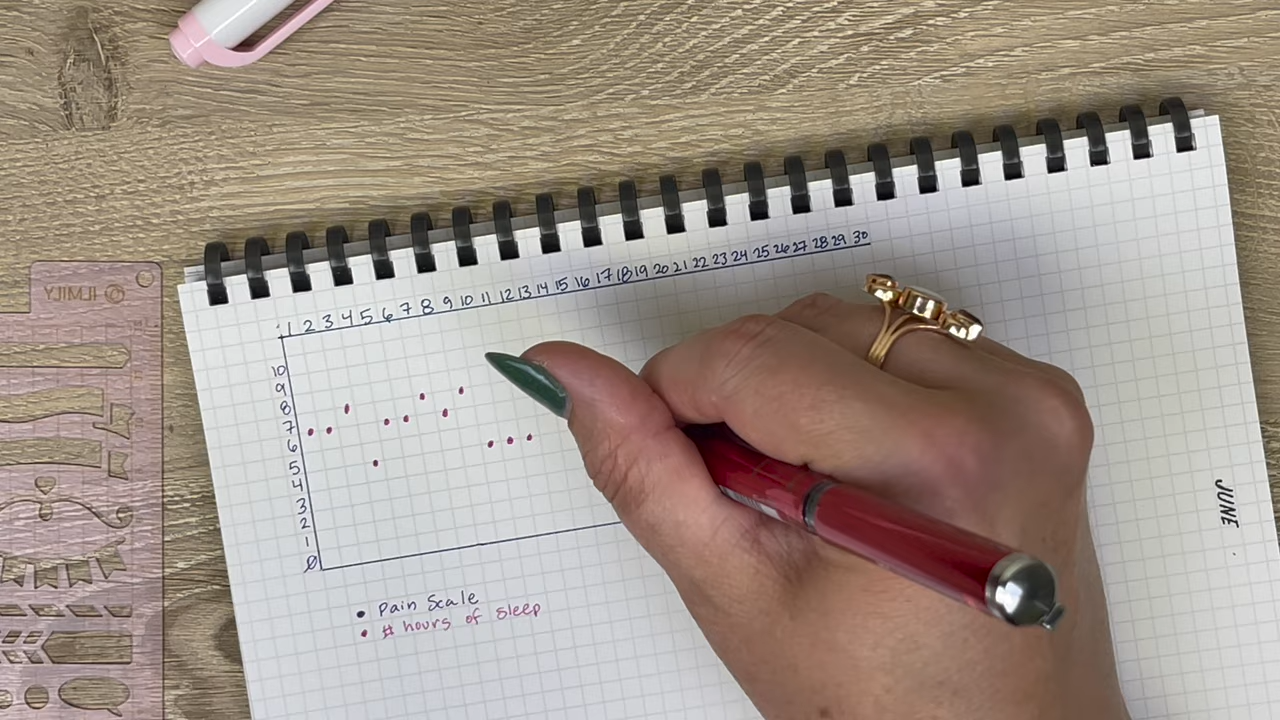 1 2 3 4 5 6 7 8 9 10 11 12 13 14 15 16 17 18 19 20 21 22 23 24 25 26 27 28 29 30
10
9
8
7
6
5
4
3
2
1
0
• Pain Scale
• # hours of sleep
JUNE
YJIMJI